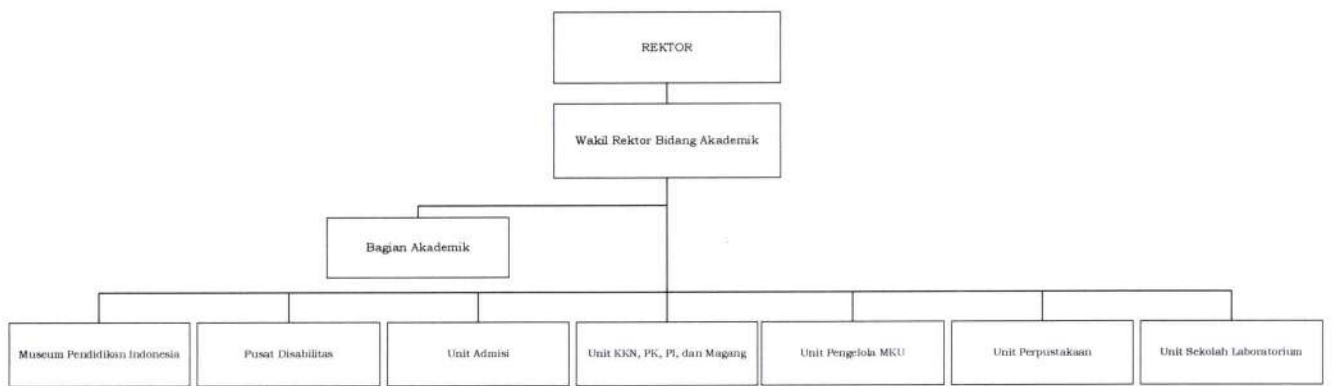 REKTOR
Wakil Rektor Bidang Akademik
Bagian Akademik
Museum Pendidikan Indonesia
Pusat Disabilitas
Unit Admisi
Unit KKN, PK, PI, dan Magang
Unit Pengelola MKU
Unit Perpustakaan
Unit Sekolah Laboratorium